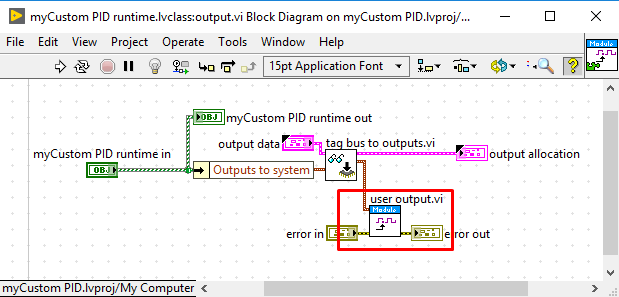 myCustom PID runtime.lvclass:output.vi Block Diagram on myCustom PID.lvproj/...
File Edit View Project Operate Tools Window Help
15pt Application Font
?
Module
OBJ
myCustom PID runtime out
output data
tag bus to outputs.vi
myCustom PID runtime in
OBJ
output allocation
Outputs to system
user output.vi
Module
error in
error out
myCustom PID.lvproj/My Computer